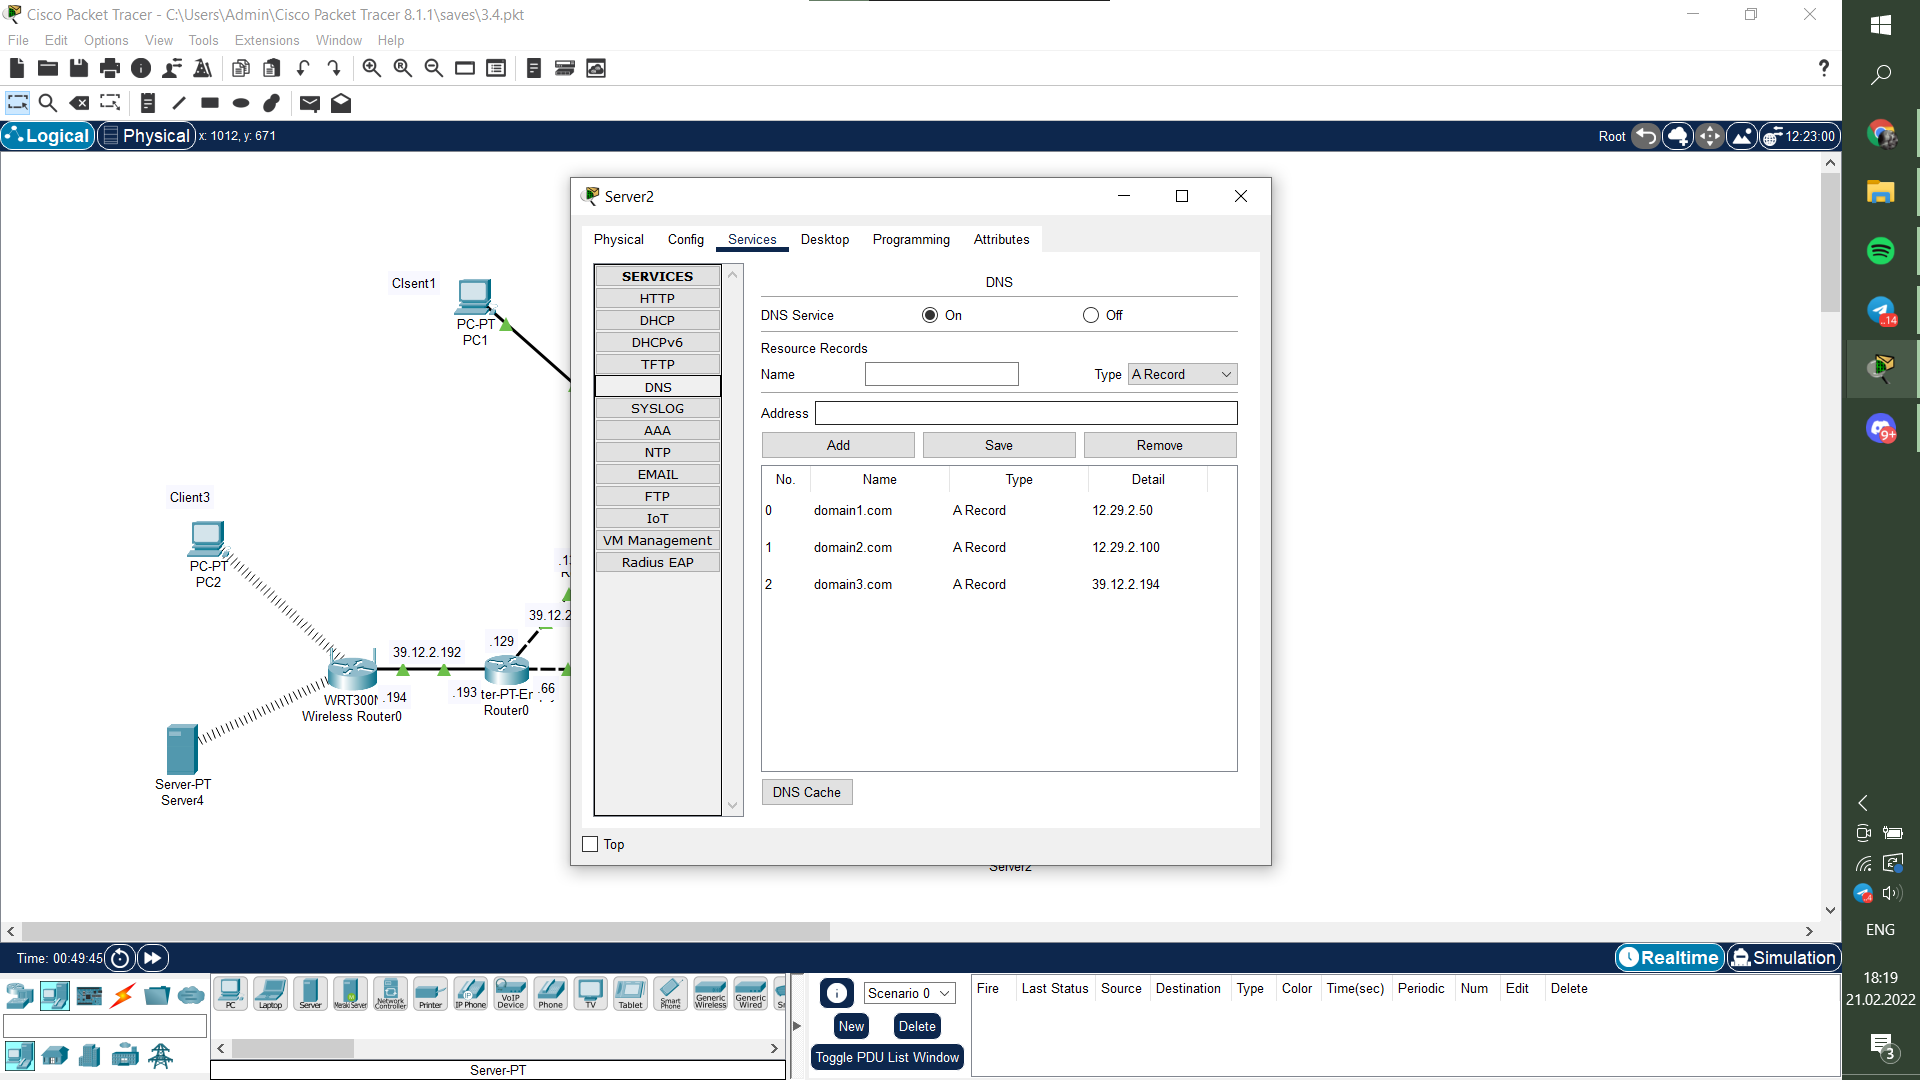 Cisco Packet Tracer - C:\Users\Admin\Cisco Packet Tracer 8.1.1\saves\3.4.pkt
File Edit Options View Tools Extensions Window Help
?
Logical Physical x: 1012, y: 671
Root 12:23:00
Server2
Physical Config Services Desktop Programming Attributes
SERVICES
HTTP
DHCP
DHCPv6
TFTP
DNS
SYSLOG
AAA
NTP
EMAIL
FTP
IoT
VM Management
Radius EAP
DNS
DNS Service On Off
Resource Records
Name Type A Record
Address
Add Save Remove
No. Name Type Detail
0 domain1.com A Record 12.29.2.50
1 domain2.com A Record 12.29.2.100
2 domain3.com A Record 39.12.2.194
DNS Cache
Top
Clsent1
PC-PT
PC1
Client3
PC-PT
PC2
39.12.2
.129
39.12.2.192
.193 ter-PT-Er .66
Router0
WRT300N .194
Wireless Router0
Server-PT
Server4
Server2
Time: 00:49:45
Realtime Simulation
PC Laptop Server Meraki Server Network Controller Printer IP Phone VoIP Device Phone TV Tablet Smart Phone Generic Wireless Generic Wired
Server-PT
Scenario 0
New Delete
Toggle PDU List Window
Fire Last Status Source Destination Type Color Time(sec) Periodic Num Edit Delete
..14
9+
ENG
18:19
21.02.2022
3